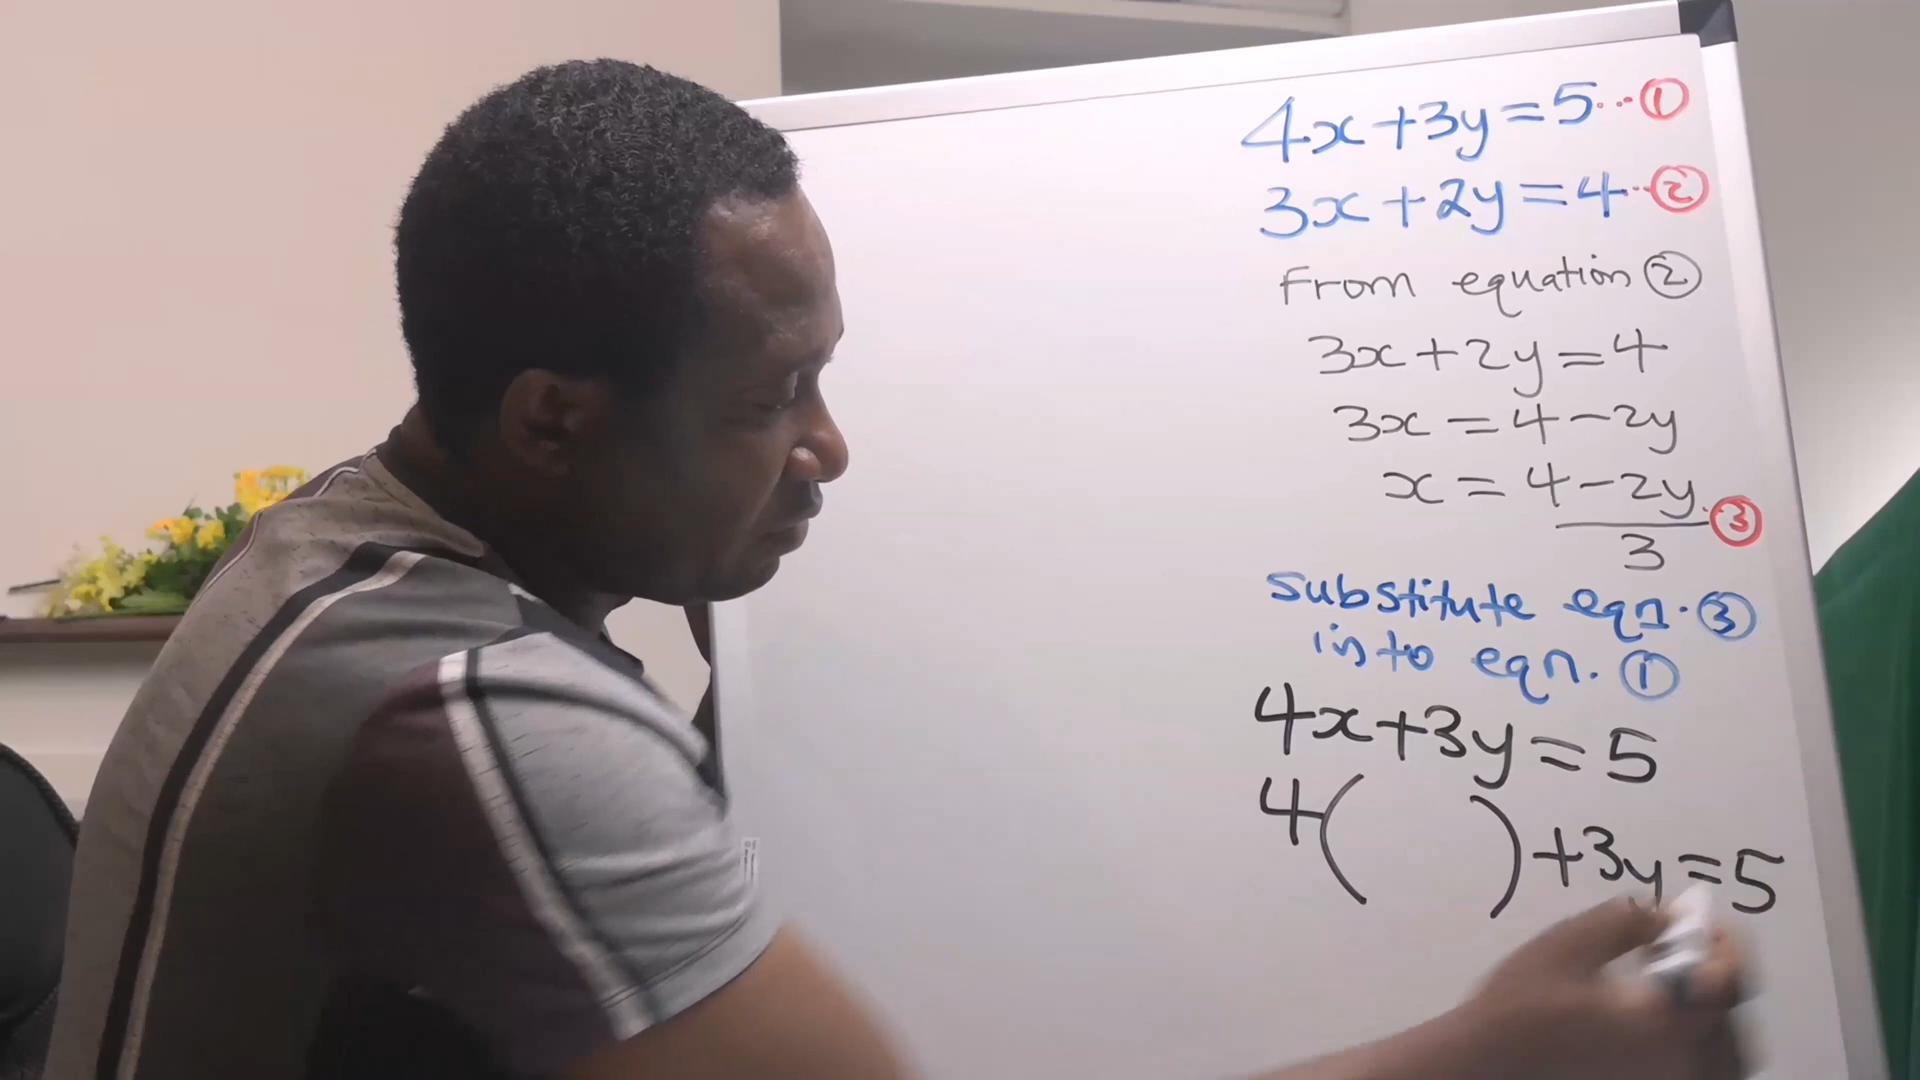 4x+3y=5...①
3x+2y=4..②
From equation ②
3x+2y=4
3x=4-2y
x=4-2y..③
3
substitute eqn.③
into eqn.①
4x+3y=5
4( )+3y=5